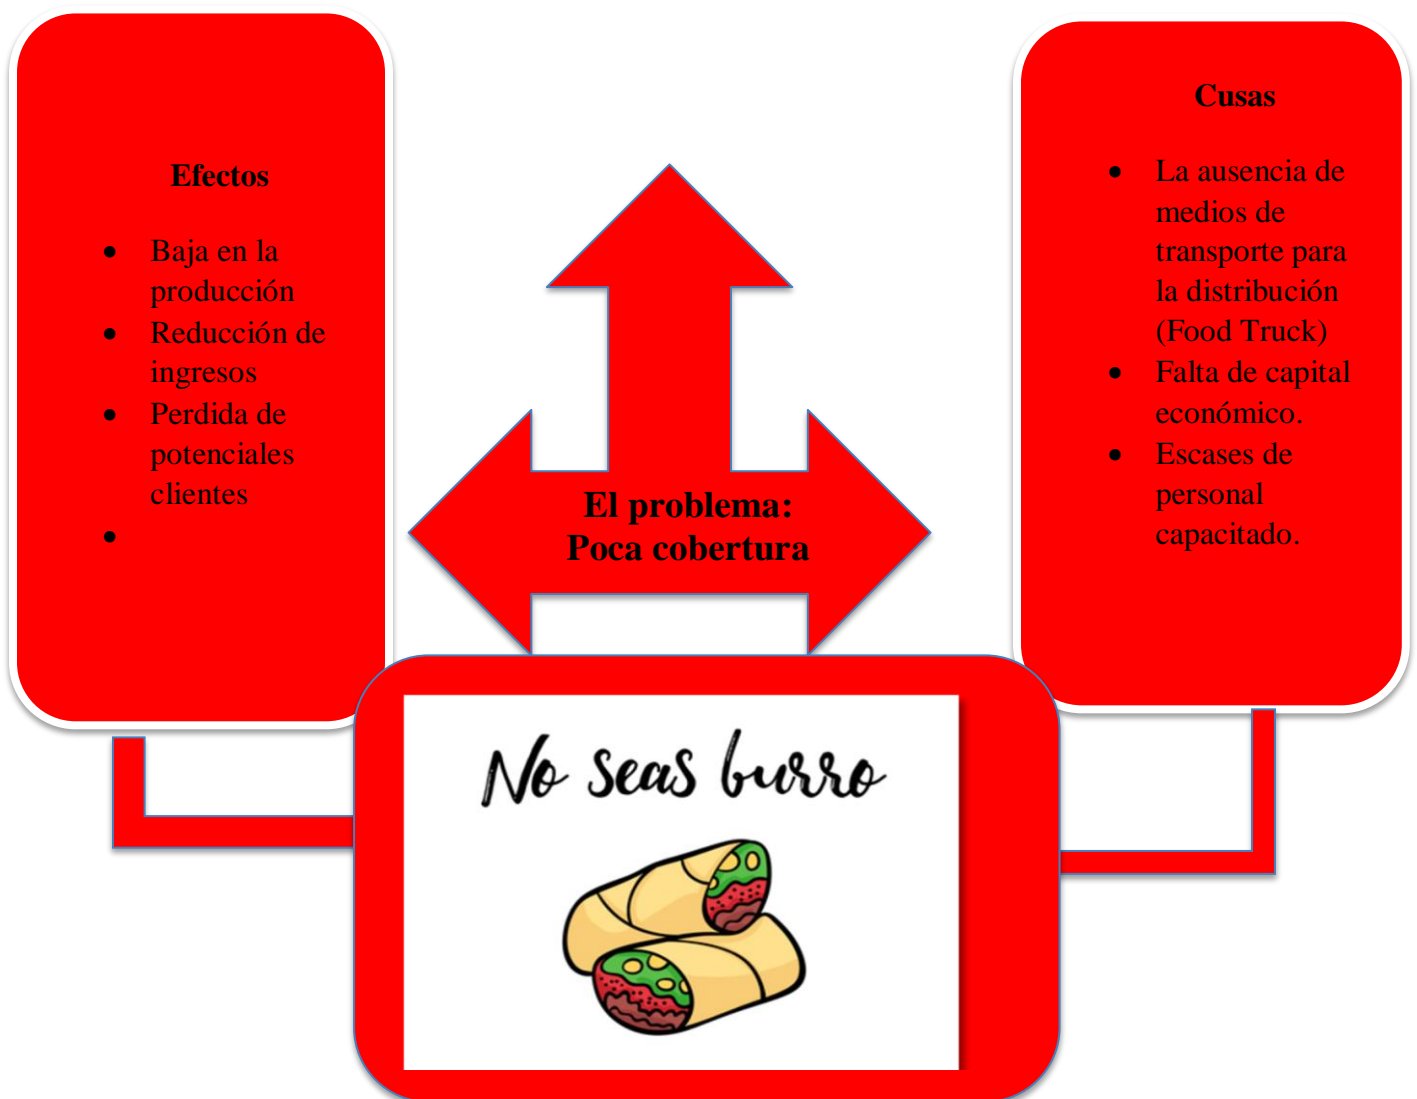 Efectos
• Baja en la
producción
• Reducción de
ingresos
• Perdida de
potenciales
clientes
•
El problema:
Poca cobertura
Cusas
• La ausencia de
medios de
transporte para
la distribución
(Food Truck)
• Falta de capital
económico.
• Escases de
personal
capacitado.
No seas burro